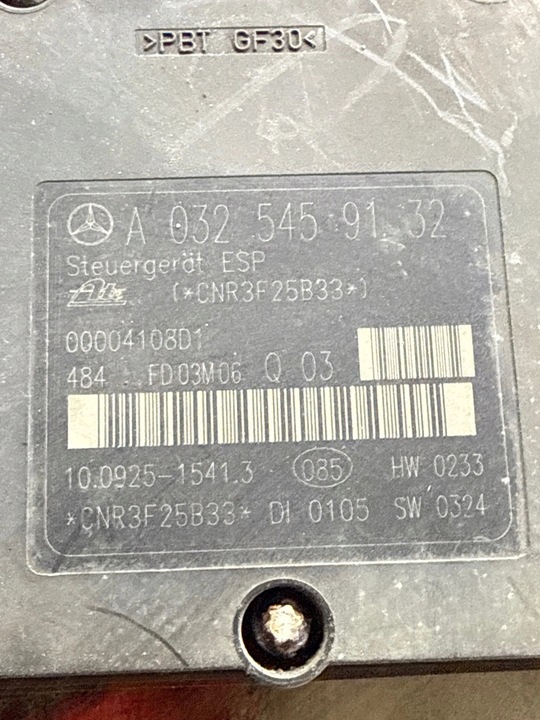 >PBT GF30<
A 032 545 91 32
Steuergerät ESP
Ate (*CNR3F25B33*)
00004108D1
484 FD03M06 Q 03
10.0925-1541.3 085 HW 0233
*CNR3F25B33* DI 0105 SW 0324